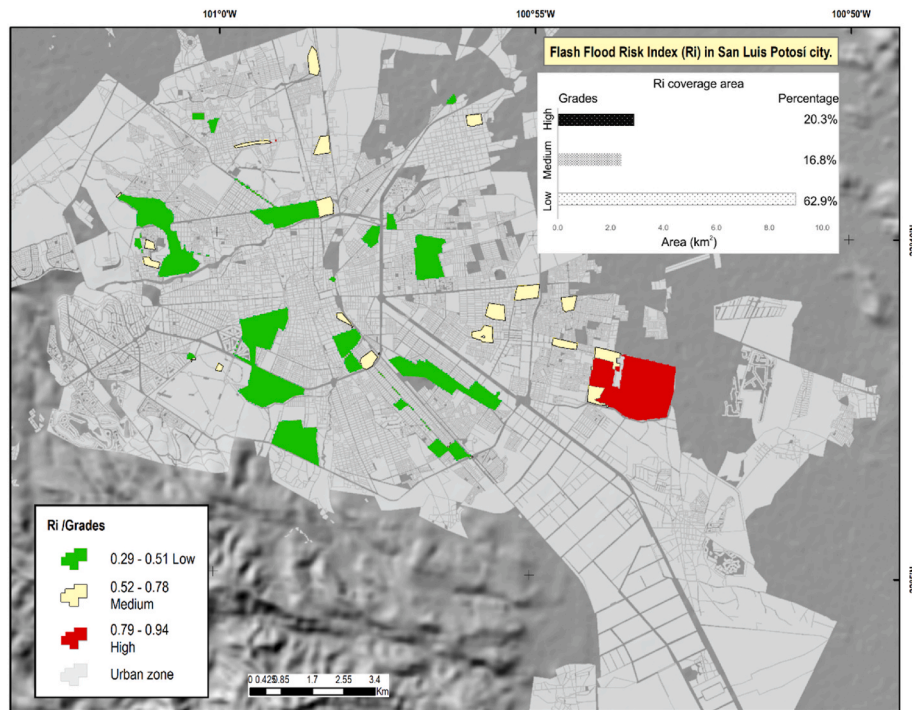 101°0'W 100°55'W 100°50'W
Flash Flood Risk Index (Ri) in San Luis Potosí city.
Ri coverage area
Grades Percentage
High 20.3%
Medium 16.8%
Low 62.9%
0.0 2.0 4.0 6.0 8.0 10.0
Area (km²)
Ri /Grades
0.29 - 0.51 Low
0.52 - 0.78
Medium
0.79 - 0.94
High
Urban zone
0 0.425 0.85 1.7 2.55 3.4
Km